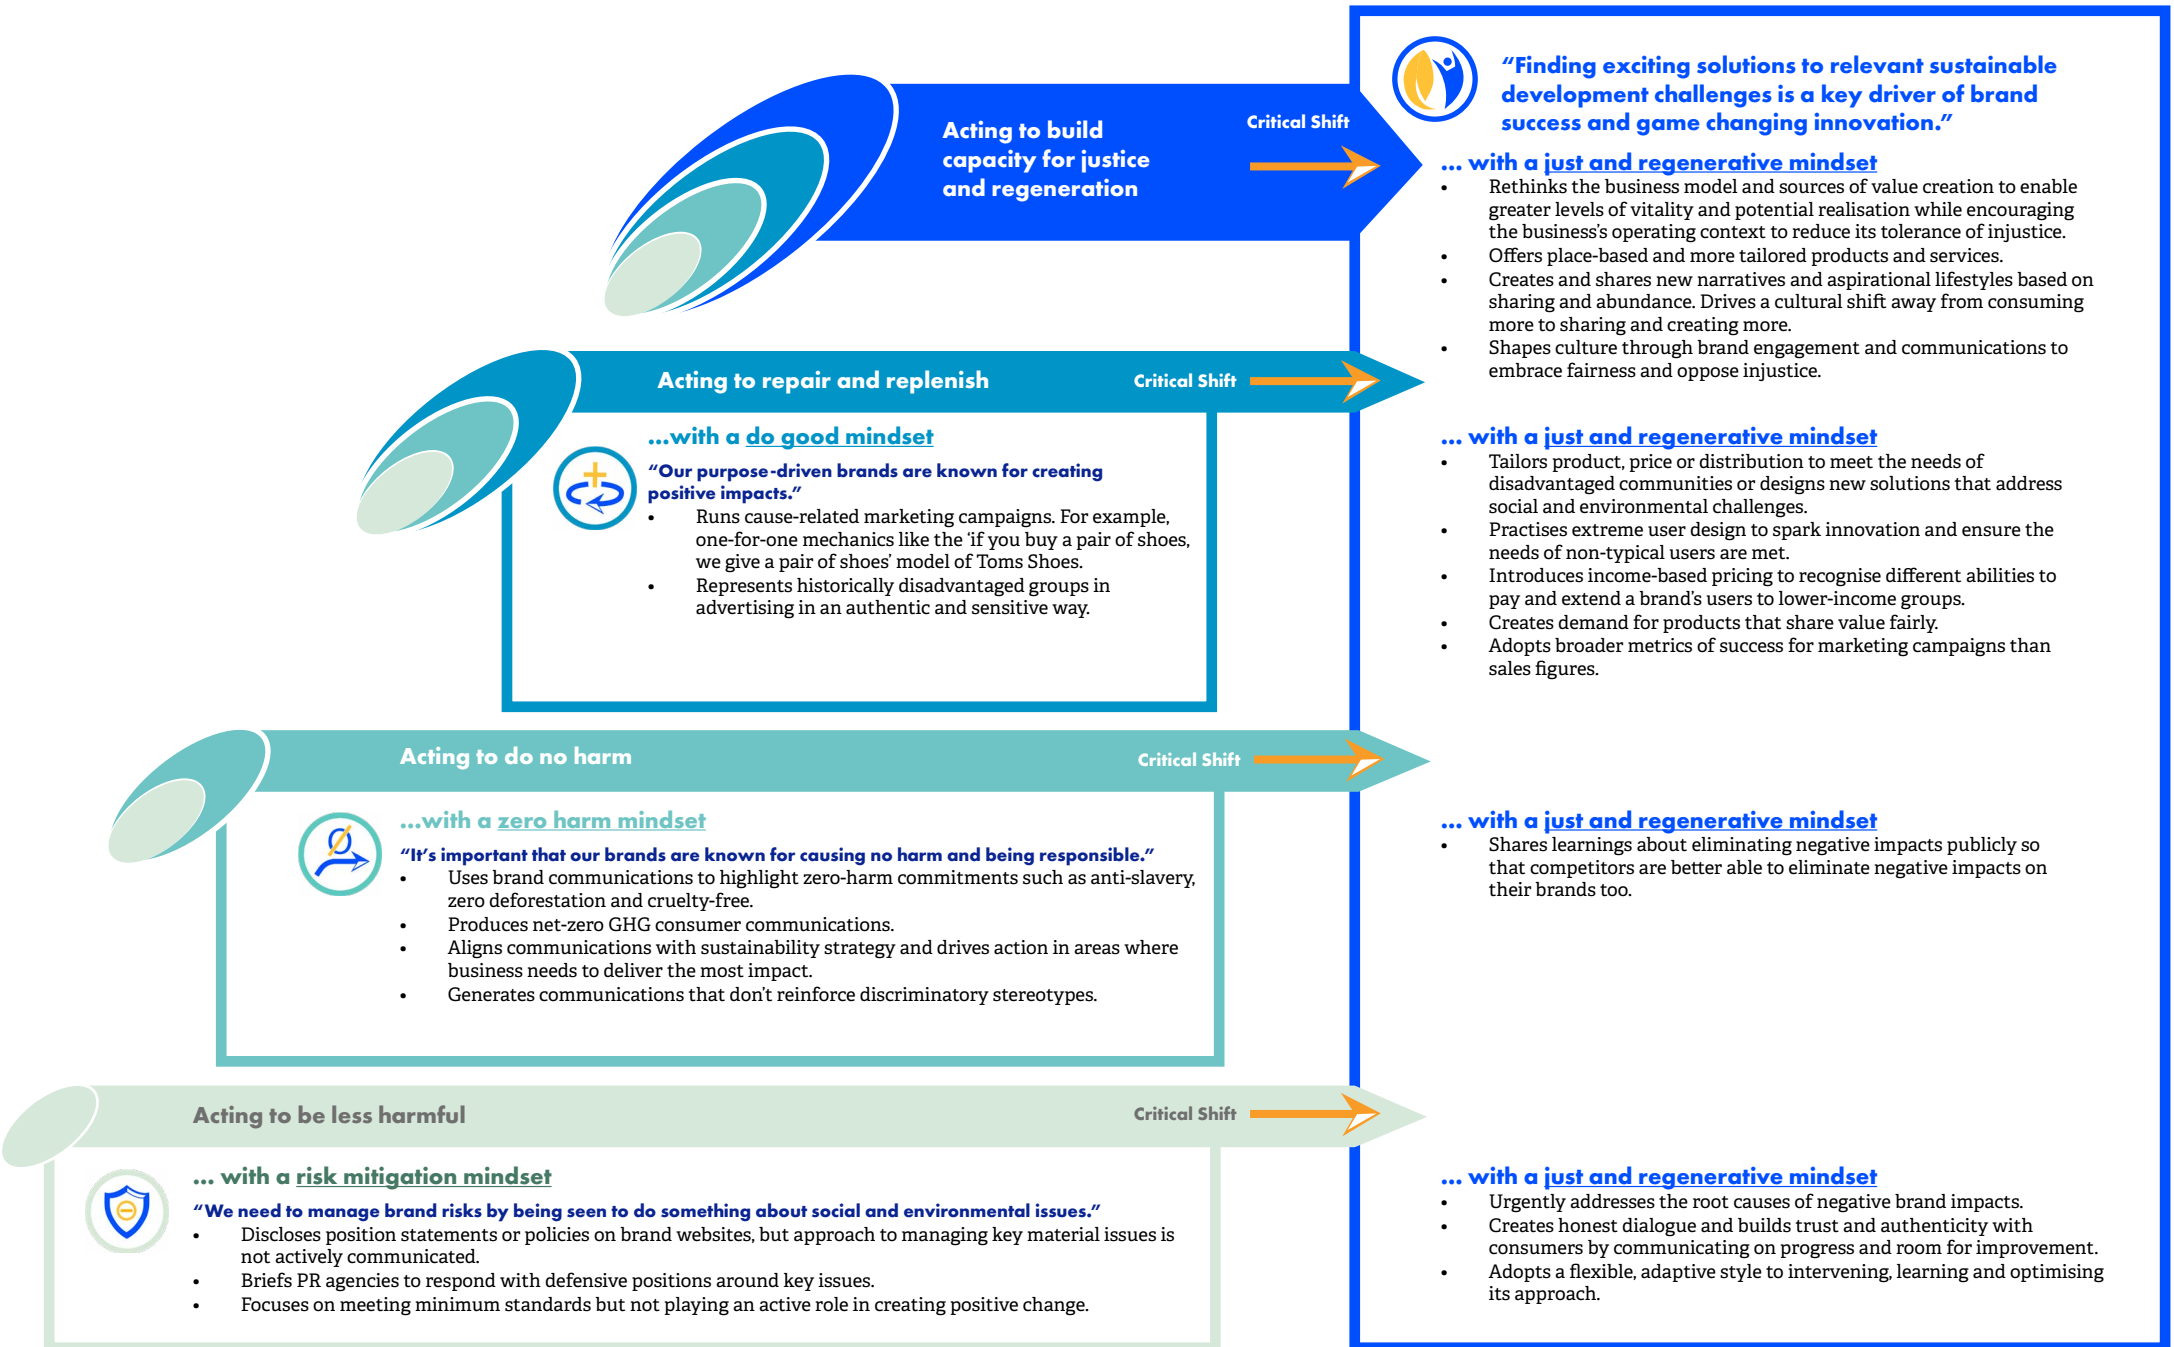 “Finding exciting solutions to relevant sustainable
development challenges is a key driver of brand
success and game changing innovation.”
Acting to build
capacity for justice
and regeneration
Critical Shift
... with a just and regenerative mindset
• Rethinks the business model and sources of value creation to enable
greater levels of vitality and potential realisation while encouraging
the business’s operating context to reduce its tolerance of injustice.
• Offers place-based and more tailored products and services.
• Creates and shares new narratives and aspirational lifestyles based on
sharing and abundance. Drives a cultural shift away from consuming
more to sharing and creating more.
• Shapes culture through brand engagement and communications to
embrace fairness and oppose injustice.
Acting to repair and replenish
Critical Shift
...with a do good mindset
“Our purpose-driven brands are known for creating
positive impacts.”
• Runs cause-related marketing campaigns. For example,
one-for-one mechanics like the ‘if you buy a pair of shoes,
we give a pair of shoes’ model of Toms Shoes.
• Represents historically disadvantaged groups in
advertising in an authentic and sensitive way.
... with a just and regenerative mindset
• Tailors product, price or distribution to meet the needs of
disadvantaged communities or designs new solutions that address
social and environmental challenges.
• Practises extreme user design to spark innovation and ensure the
needs of non-typical users are met.
• Introduces income-based pricing to recognise different abilities to
pay and extend a brand’s users to lower-income groups.
• Creates demand for products that share value fairly.
• Adopts broader metrics of success for marketing campaigns than
sales figures.
Acting to do no harm
Critical Shift
...with a zero harm mindset
“It’s important that our brands are known for causing no harm and being responsible.”
• Uses brand communications to highlight zero-harm commitments such as anti-slavery,
zero deforestation and cruelty-free.
• Produces net-zero GHG consumer communications.
• Aligns communications with sustainability strategy and drives action in areas where
business needs to deliver the most impact.
• Generates communications that don’t reinforce discriminatory stereotypes.
... with a just and regenerative mindset
• Shares learnings about eliminating negative impacts publicly so
that competitors are better able to eliminate negative impacts on
their brands too.
Acting to be less harmful
Critical Shift
... with a risk mitigation mindset
“We need to manage brand risks by being seen to do something about social and environmental issues.”
• Discloses position statements or policies on brand websites, but approach to managing key material issues is
not actively communicated.
• Briefs PR agencies to respond with defensive positions around key issues.
• Focuses on meeting minimum standards but not playing an active role in creating positive change.
... with a just and regenerative mindset
• Urgently addresses the root causes of negative brand impacts.
• Creates honest dialogue and builds trust and authenticity with
consumers by communicating on progress and room for improvement.
• Adopts a flexible, adaptive style to intervening, learning and optimising
its approach.